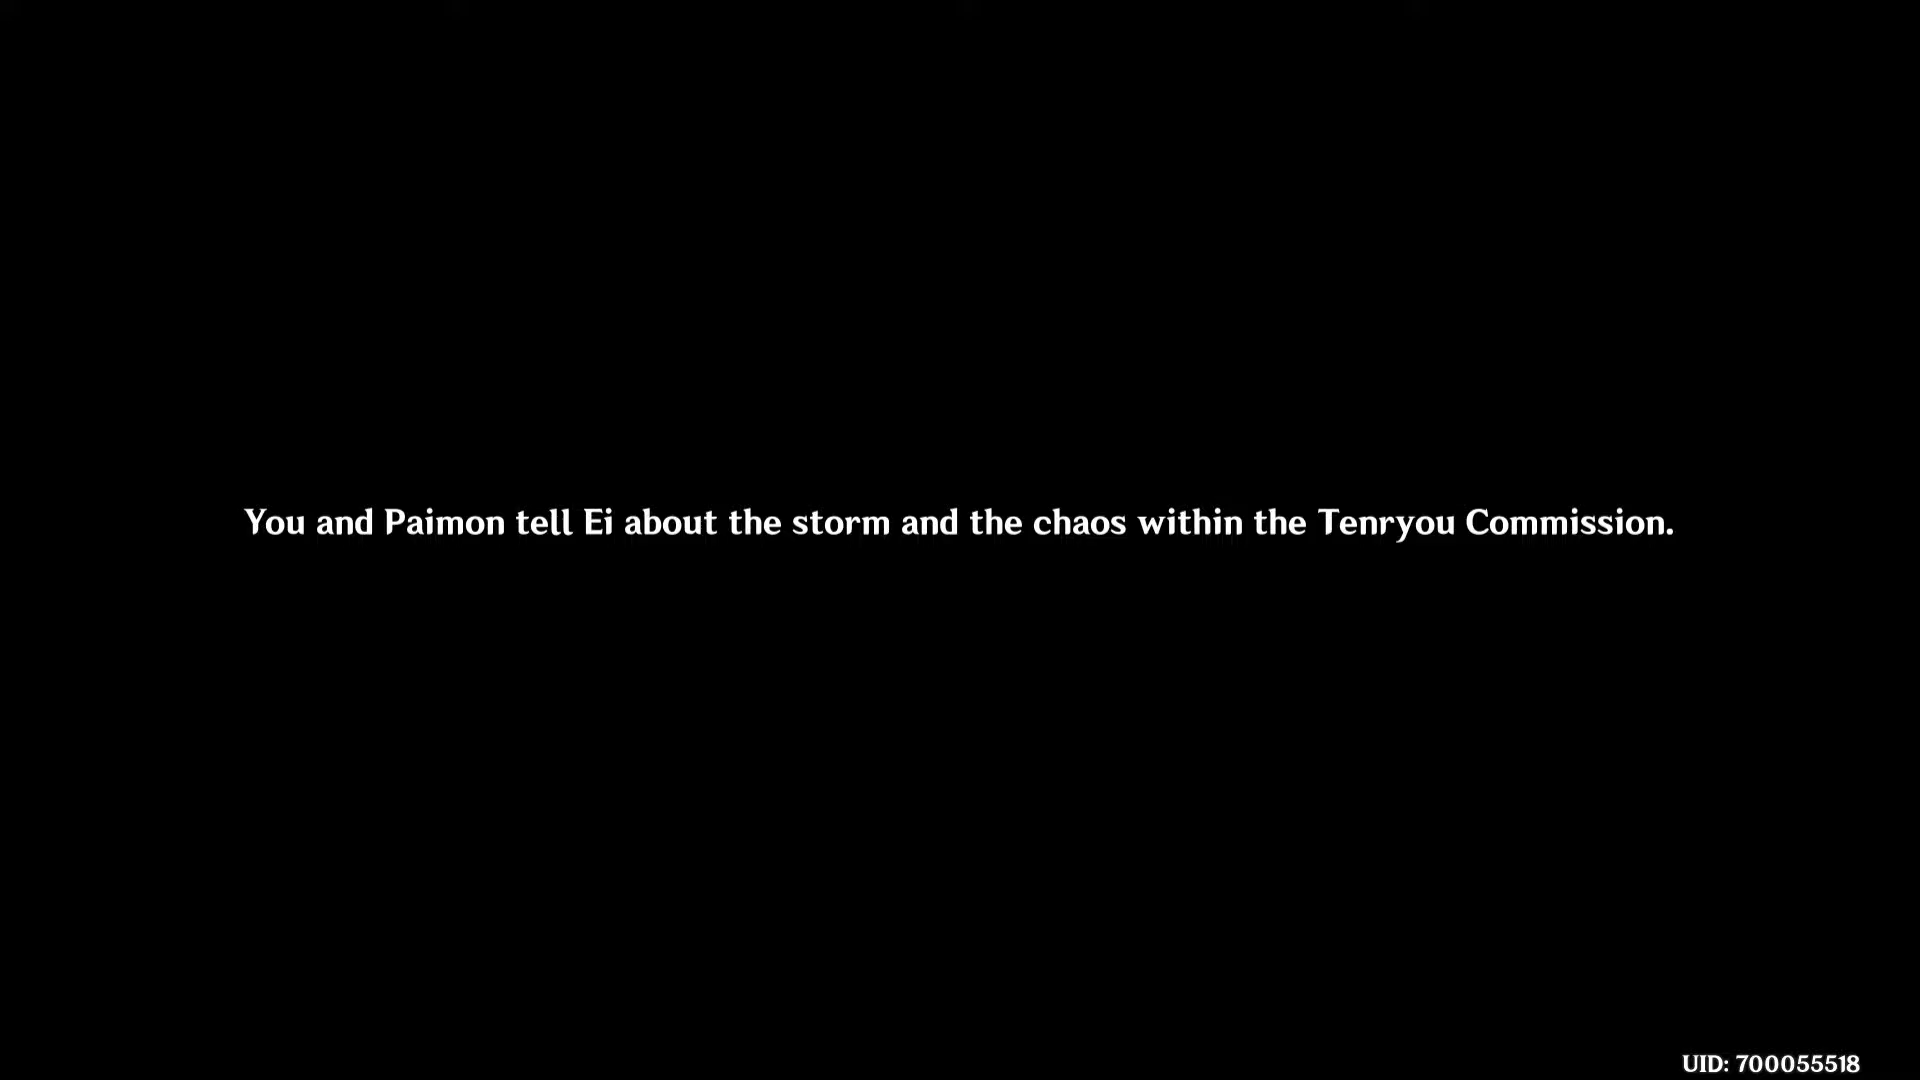 You and Paimon tell Ei about the storm and the chaos within the Tenryou Commission.
UID: 700055518